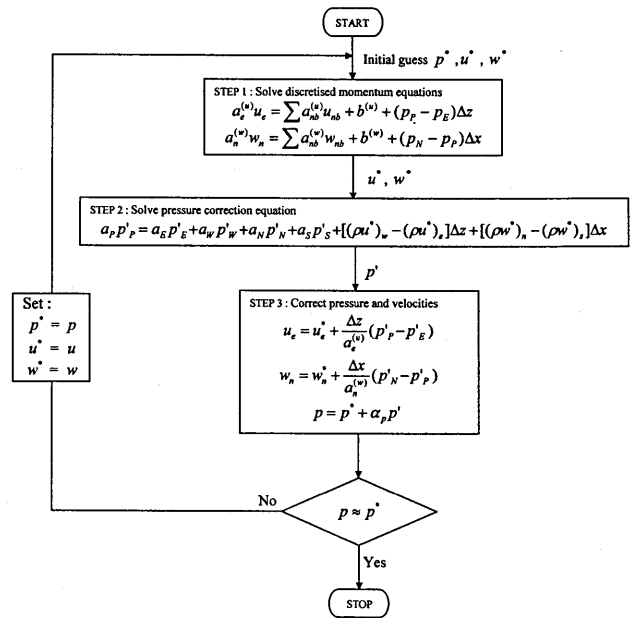 START
Initial guess p* , u* , w*
STEP 1 : Solve discretised momentum equations
a_e^(u) u_e = ∑ a_nb^(u) u_nb + b^(u) + (p_P − p_E)Δz
a_n^(w) w_n = ∑ a_nb^(w) w_nb + b^(w) + (p_N − p_P)Δx
u* , w*
STEP 2 : Solve pressure correction equation
a_P p'_P = a_E p'_E + a_W p'_W + a_N p'_N + a_S p'_S + [(ρu*)_w − (ρu*)_e]Δz + [(ρw*)_n − (ρw*)_s]Δx
p'
STEP 3 : Correct pressure and velocities
u_e = u*_e + Δz/a_e^(u) (p'_P − p'_E)
w_n = w*_n + Δx/a_n^(w) (p'_N − p'_P)
p = p* + α_p p'
Set :
p* = p
u* = u
w* = w
No
p ≈ p*
Yes
STOP